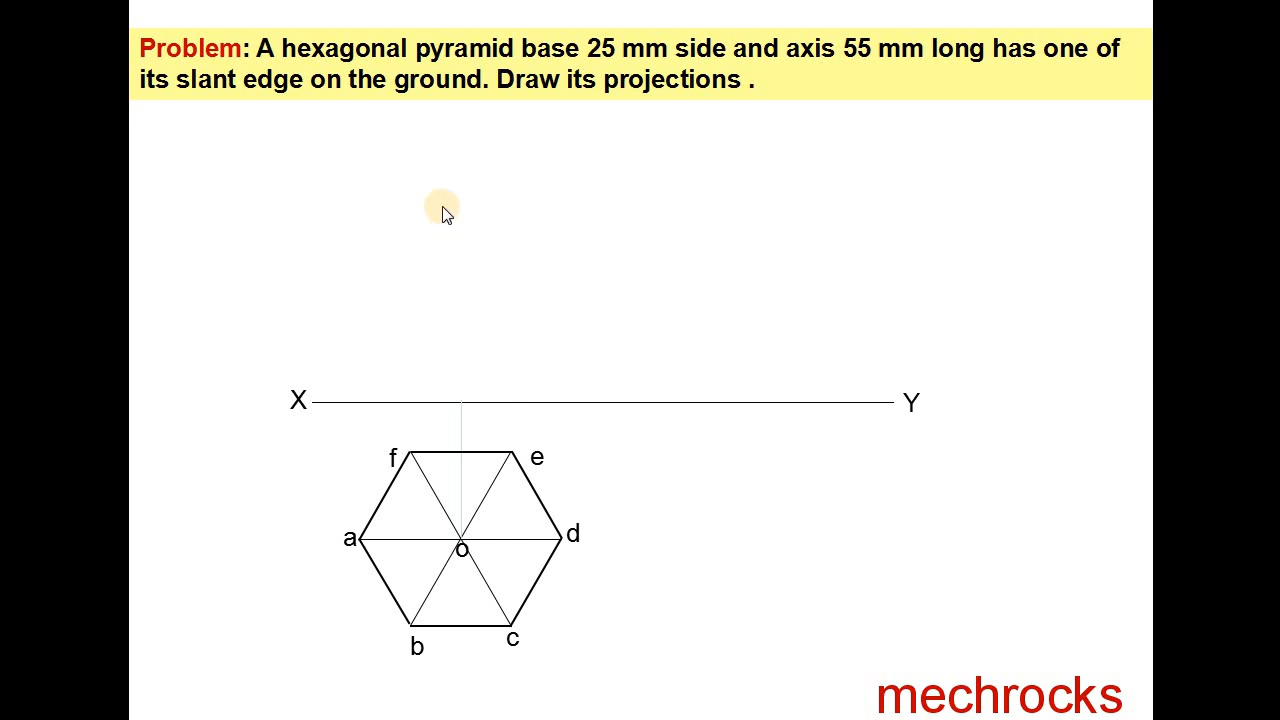 Problem: A hexagonal pyramid base 25 mm side and axis 55 mm long has one of
its slant edge on the ground. Draw its projections .
X
Y
f
e
a
d
o
b
c
mechrocks